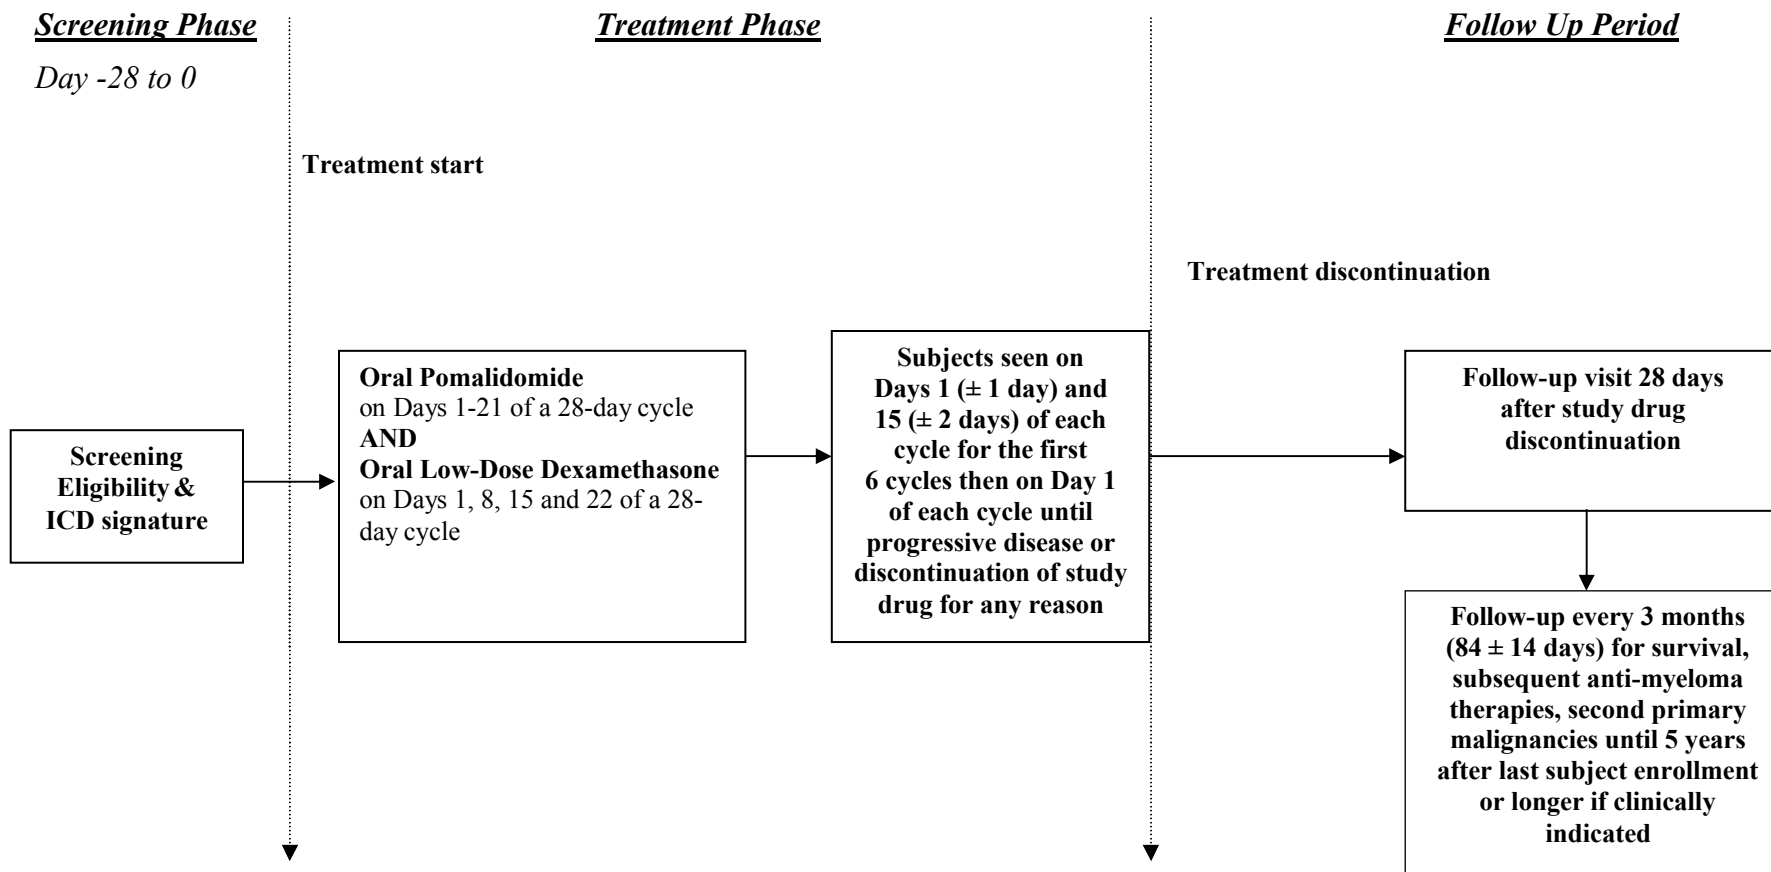 Screening Phase
Treatment Phase
Follow Up Period
Day -28 to 0
Treatment start
Treatment discontinuation
Screening
Eligibility &
ICD signature
Oral Pomalidomide
on Days 1-21 of a 28-day cycle
AND
Oral Low-Dose Dexamethasone
on Days 1, 8, 15 and 22 of a 28-
day cycle
Subjects seen on
Days 1 (± 1 day) and
15 (± 2 days) of each
cycle for the first
6 cycles then on Day 1
of each cycle until
progressive disease or
discontinuation of study
drug for any reason
Follow-up visit 28 days
after study drug
discontinuation
Follow-up every 3 months
(84 ± 14 days) for survival,
subsequent anti-myeloma
therapies, second primary
malignancies until 5 years
after last subject enrollment
or longer if clinically
indicated